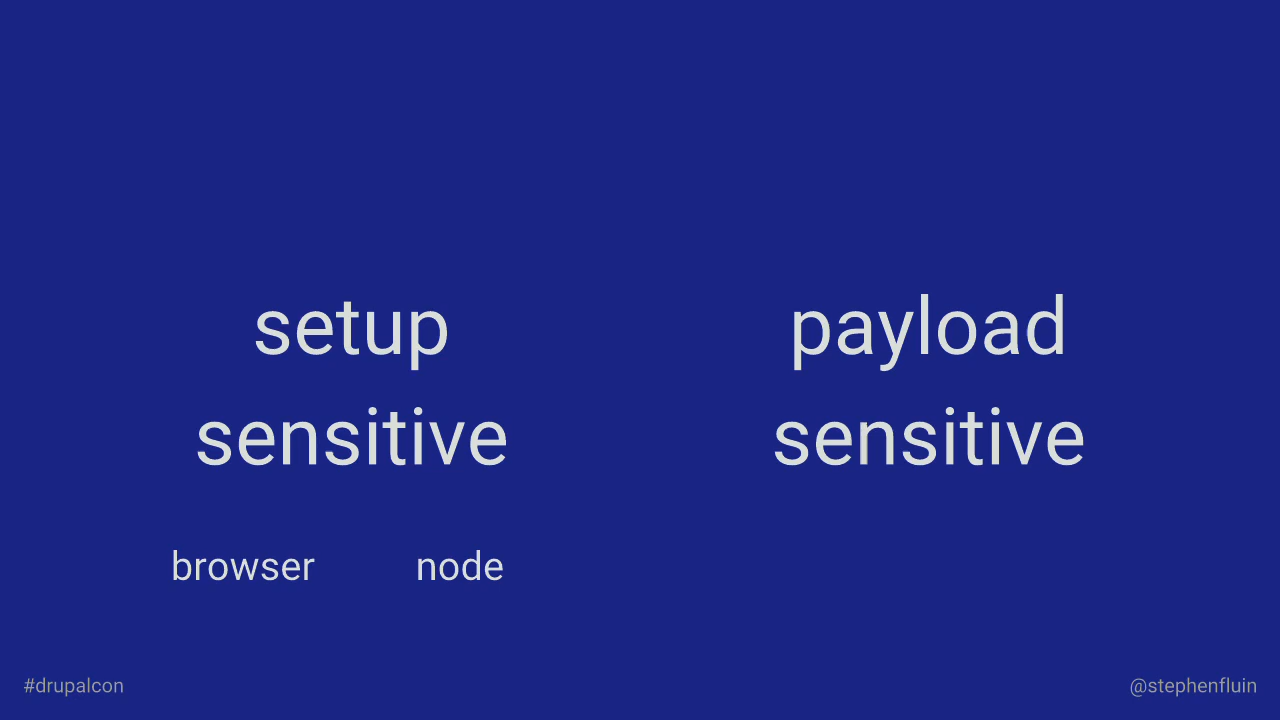 setup
sensitive
payload
sensitive
browser
node
#drupalcon
@stephenfluin